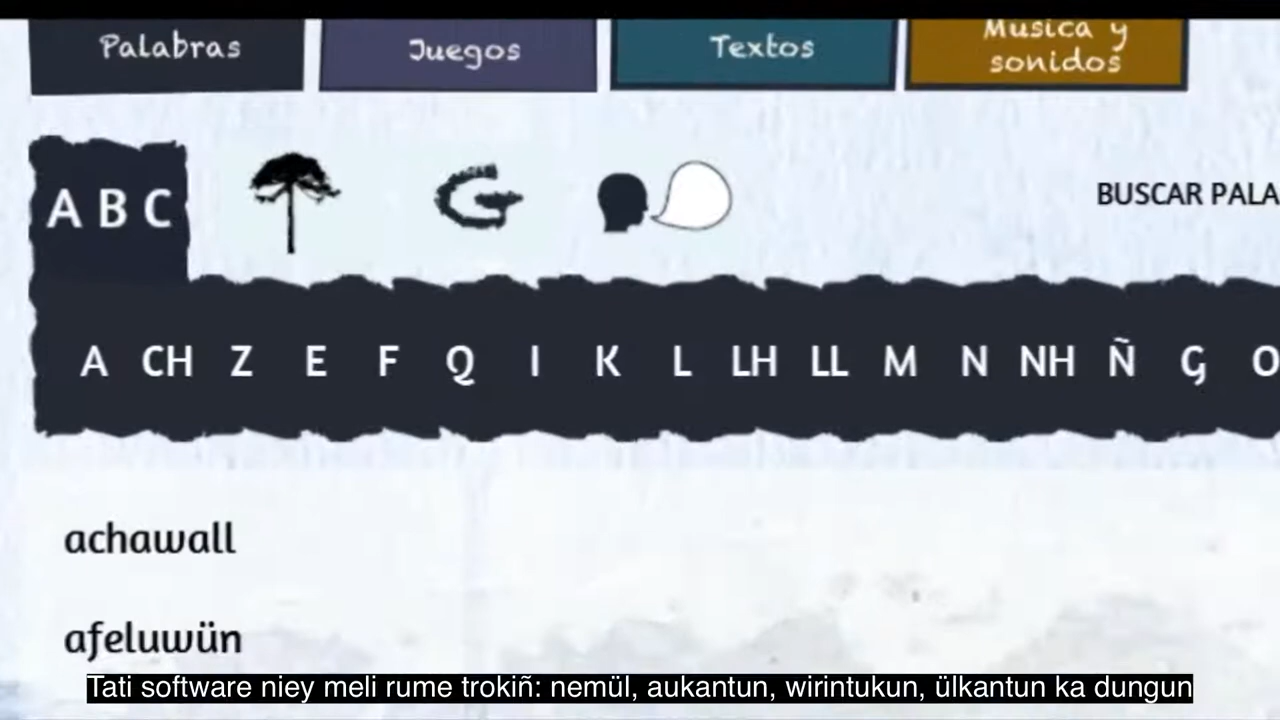 Palabras
Juegos
Textos
Musica y
sonidos
A B C
BUSCAR PALA
A CH Z E F Q I K L LH LL M N NH Ñ G O
achawall
afeluwün
Tati software niey meli rume trokiñ: nemül, aukantun, wirintukun, ülkantun ka dungun